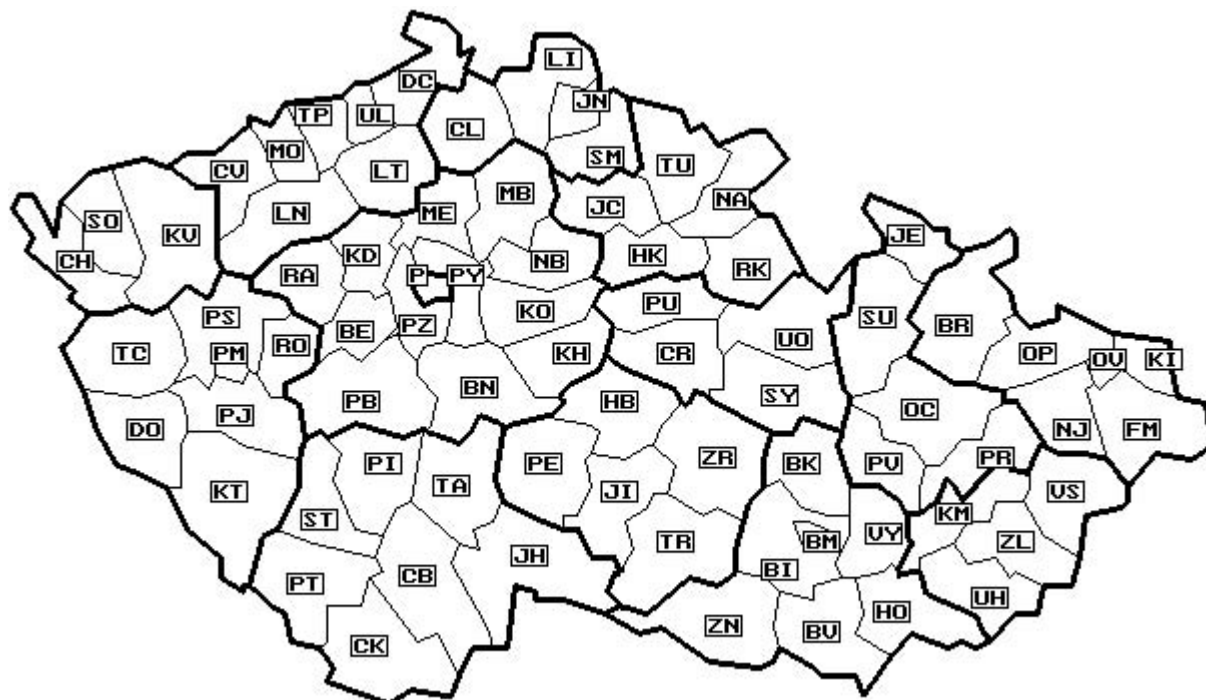 LI
DC
JN
TP
UL
CL
MO
SM
CV
LT
TU
MB
NA
LN
ME
JC
SO
KV
JE
KD
CH
HK
NB
RK
RA
P
PY
PU
KO
PS
PZ
SU
BR
BE
UO
RO
TC
PM
KH
CR
OP
OV
KI
BN
SY
PB
HB
OC
PJ
DO
NJ
FM
PI
PE
ZR
BK
PV
PR
TA
KT
JI
VS
KM
ST
BM
VY
TR
ZL
JH
BI
CB
PT
UH
HO
ZN
BV
CK